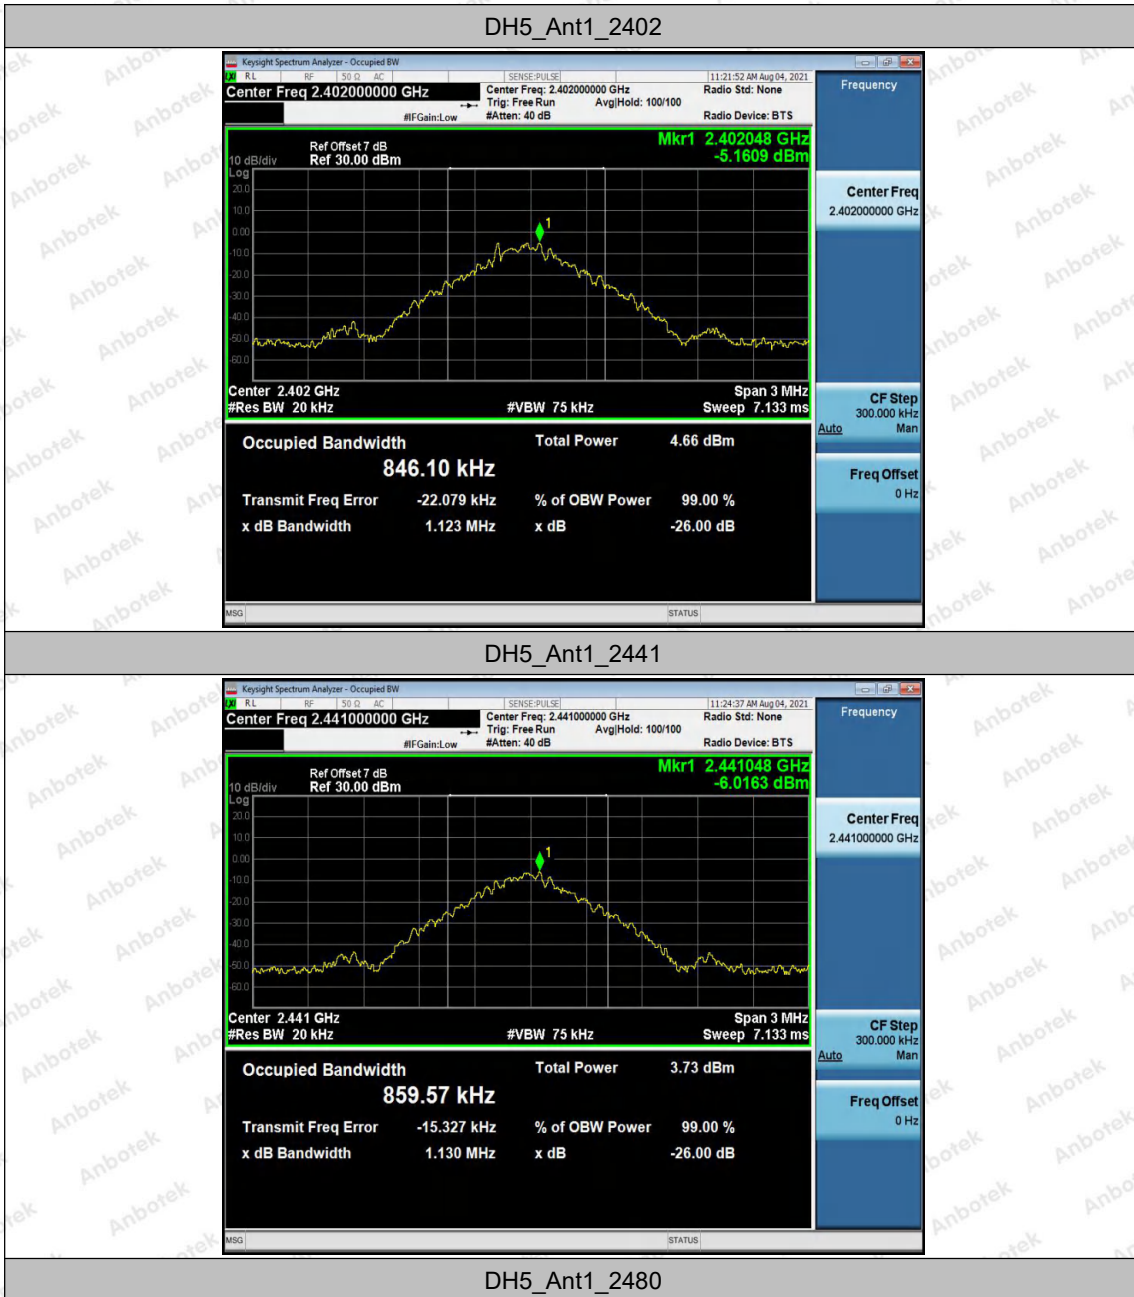 DH5_Ant1_2402
Keysight Spectrum Analyzer - Occupied BW
LXI RL RF 50 Ω AC SENSE:PULSE 11:21:52 AM Aug 04, 2021
Center Freq 2.402000000 GHz
Center Freq: 2.402000000 GHz
Radio Std: None
Trig: Free Run Avg|Hold: 100/100
#IFGain:Low #Atten: 40 dB Radio Device: BTS
Frequency
Mkr1 2.402048 GHz
-5.1609 dBm
Ref Offset 7 dB
10 dB/div Ref 30.00 dBm
Log
20.0
10.0
0.00
-10.0
-20.0
-30.0
-40.0
-50.0
-60.0
1
Center 2.402 GHz Span 3 MHz
#Res BW 20 kHz #VBW 75 kHz Sweep 7.133 ms
Center Freq
2.402000000 GHz
CF Step
300.000 kHz
Auto Man
Freq Offset
0 Hz
Occupied Bandwidth Total Power 4.66 dBm
846.10 kHz
Transmit Freq Error -22.079 kHz % of OBW Power 99.00 %
x dB Bandwidth 1.123 MHz x dB -26.00 dB
MSG STATUS
DH5_Ant1_2441
Keysight Spectrum Analyzer - Occupied BW
LXI RL RF 50 Ω AC SENSE:PULSE 11:24:37 AM Aug 04, 2021
Center Freq 2.441000000 GHz
Center Freq: 2.441000000 GHz
Radio Std: None
Trig: Free Run Avg|Hold: 100/100
#IFGain:Low #Atten: 40 dB Radio Device: BTS
Frequency
Mkr1 2.441048 GHz
-6.0163 dBm
Ref Offset 7 dB
10 dB/div Ref 30.00 dBm
Log
20.0
10.0
0.00
-10.0
-20.0
-30.0
-40.0
-50.0
-60.0
1
Center 2.441 GHz Span 3 MHz
#Res BW 20 kHz #VBW 75 kHz Sweep 7.133 ms
Center Freq
2.441000000 GHz
CF Step
300.000 kHz
Auto Man
Freq Offset
0 Hz
Occupied Bandwidth Total Power 3.73 dBm
859.57 kHz
Transmit Freq Error -15.327 kHz % of OBW Power 99.00 %
x dB Bandwidth 1.130 MHz x dB -26.00 dB
MSG STATUS
DH5_Ant1_2480
Anbotek